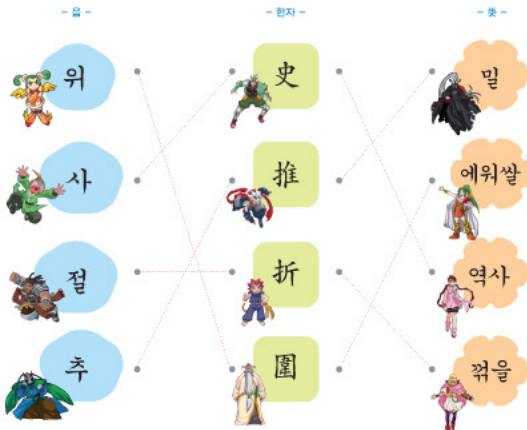 - 음 - - 한자 - - 뜻 -
위 史 밀
사 推 에워쌀
절 折 역사
추 圍 꺾을